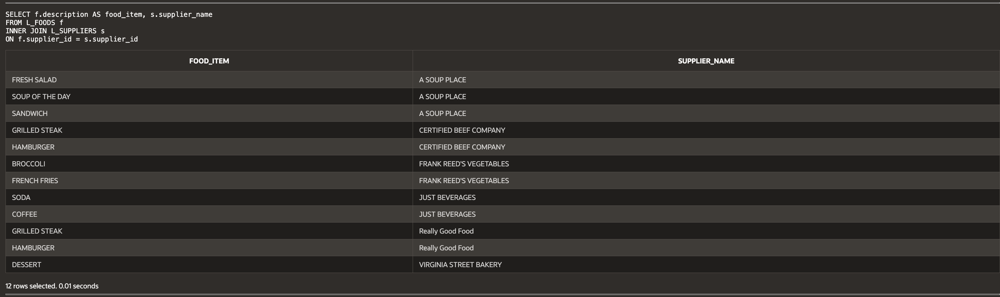 SELECT f.description AS food_item, s.supplier_name
FROM L_FOODS f
INNER JOIN L_SUPPLIERS s
ON f.supplier_id = s.supplier_id
FOOD_ITEM SUPPLIER_NAME
FRESH SALAD A SOUP PLACE
SOUP OF THE DAY A SOUP PLACE
SANDWICH A SOUP PLACE
GRILLED STEAK CERTIFIED BEEF COMPANY
HAMBURGER CERTIFIED BEEF COMPANY
BROCCOLI FRANK REED'S VEGETABLES
FRENCH FRIES FRANK REED'S VEGETABLES
SODA JUST BEVERAGES
COFFEE JUST BEVERAGES
GRILLED STEAK Really Good Food
HAMBURGER Really Good Food
DESSERT VIRGINIA STREET BAKERY
12 rows selected. 0.01 seconds